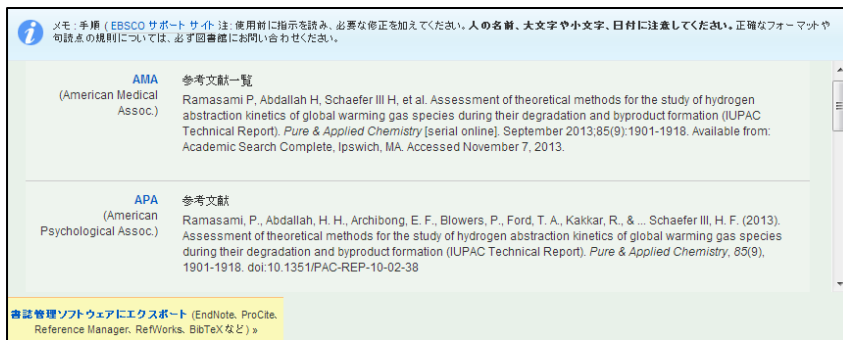 メモ : 手順 (EBSCO サポート サイト 注: 使用前に指示を読み、必要な修正を加えてください。人の名前、大文字や小文字、日付に注意してください。正確なフォーマットや
句読点の規則については、必ず図書館にお問い合わせください。
AMA
(American Medical
Assoc.)
参考文献一覧
Ramasami P, Abdallah H, Schaefer III H, et al. Assessment of theoretical methods for the study of hydrogen
abstraction kinetics of global warming gas species during their degradation and byproduct formation (IUPAC
Technical Report). Pure & Applied Chemistry [serial online]. September 2013;85(9):1901-1918. Available from:
Academic Search Complete, Ipswich, MA. Accessed November 7, 2013.
APA
(American
Psychological Assoc.)
参考文献
Ramasami, P., Abdallah, H. H., Archibong, E. F., Blowers, P., Ford, T. A., Kakkar, R., & ... Schaefer III, H. F. (2013).
Assessment of theoretical methods for the study of hydrogen abstraction kinetics of global warming gas species
during their degradation and byproduct formation (IUPAC Technical Report). Pure & Applied Chemistry, 85(9),
1901-1918. doi:10.1351/PAC-REP-10-02-38
書誌管理ソフトウェアにエクスポート (EndNote、ProCite、
Reference Manager、RefWorks、BibTeX など) »